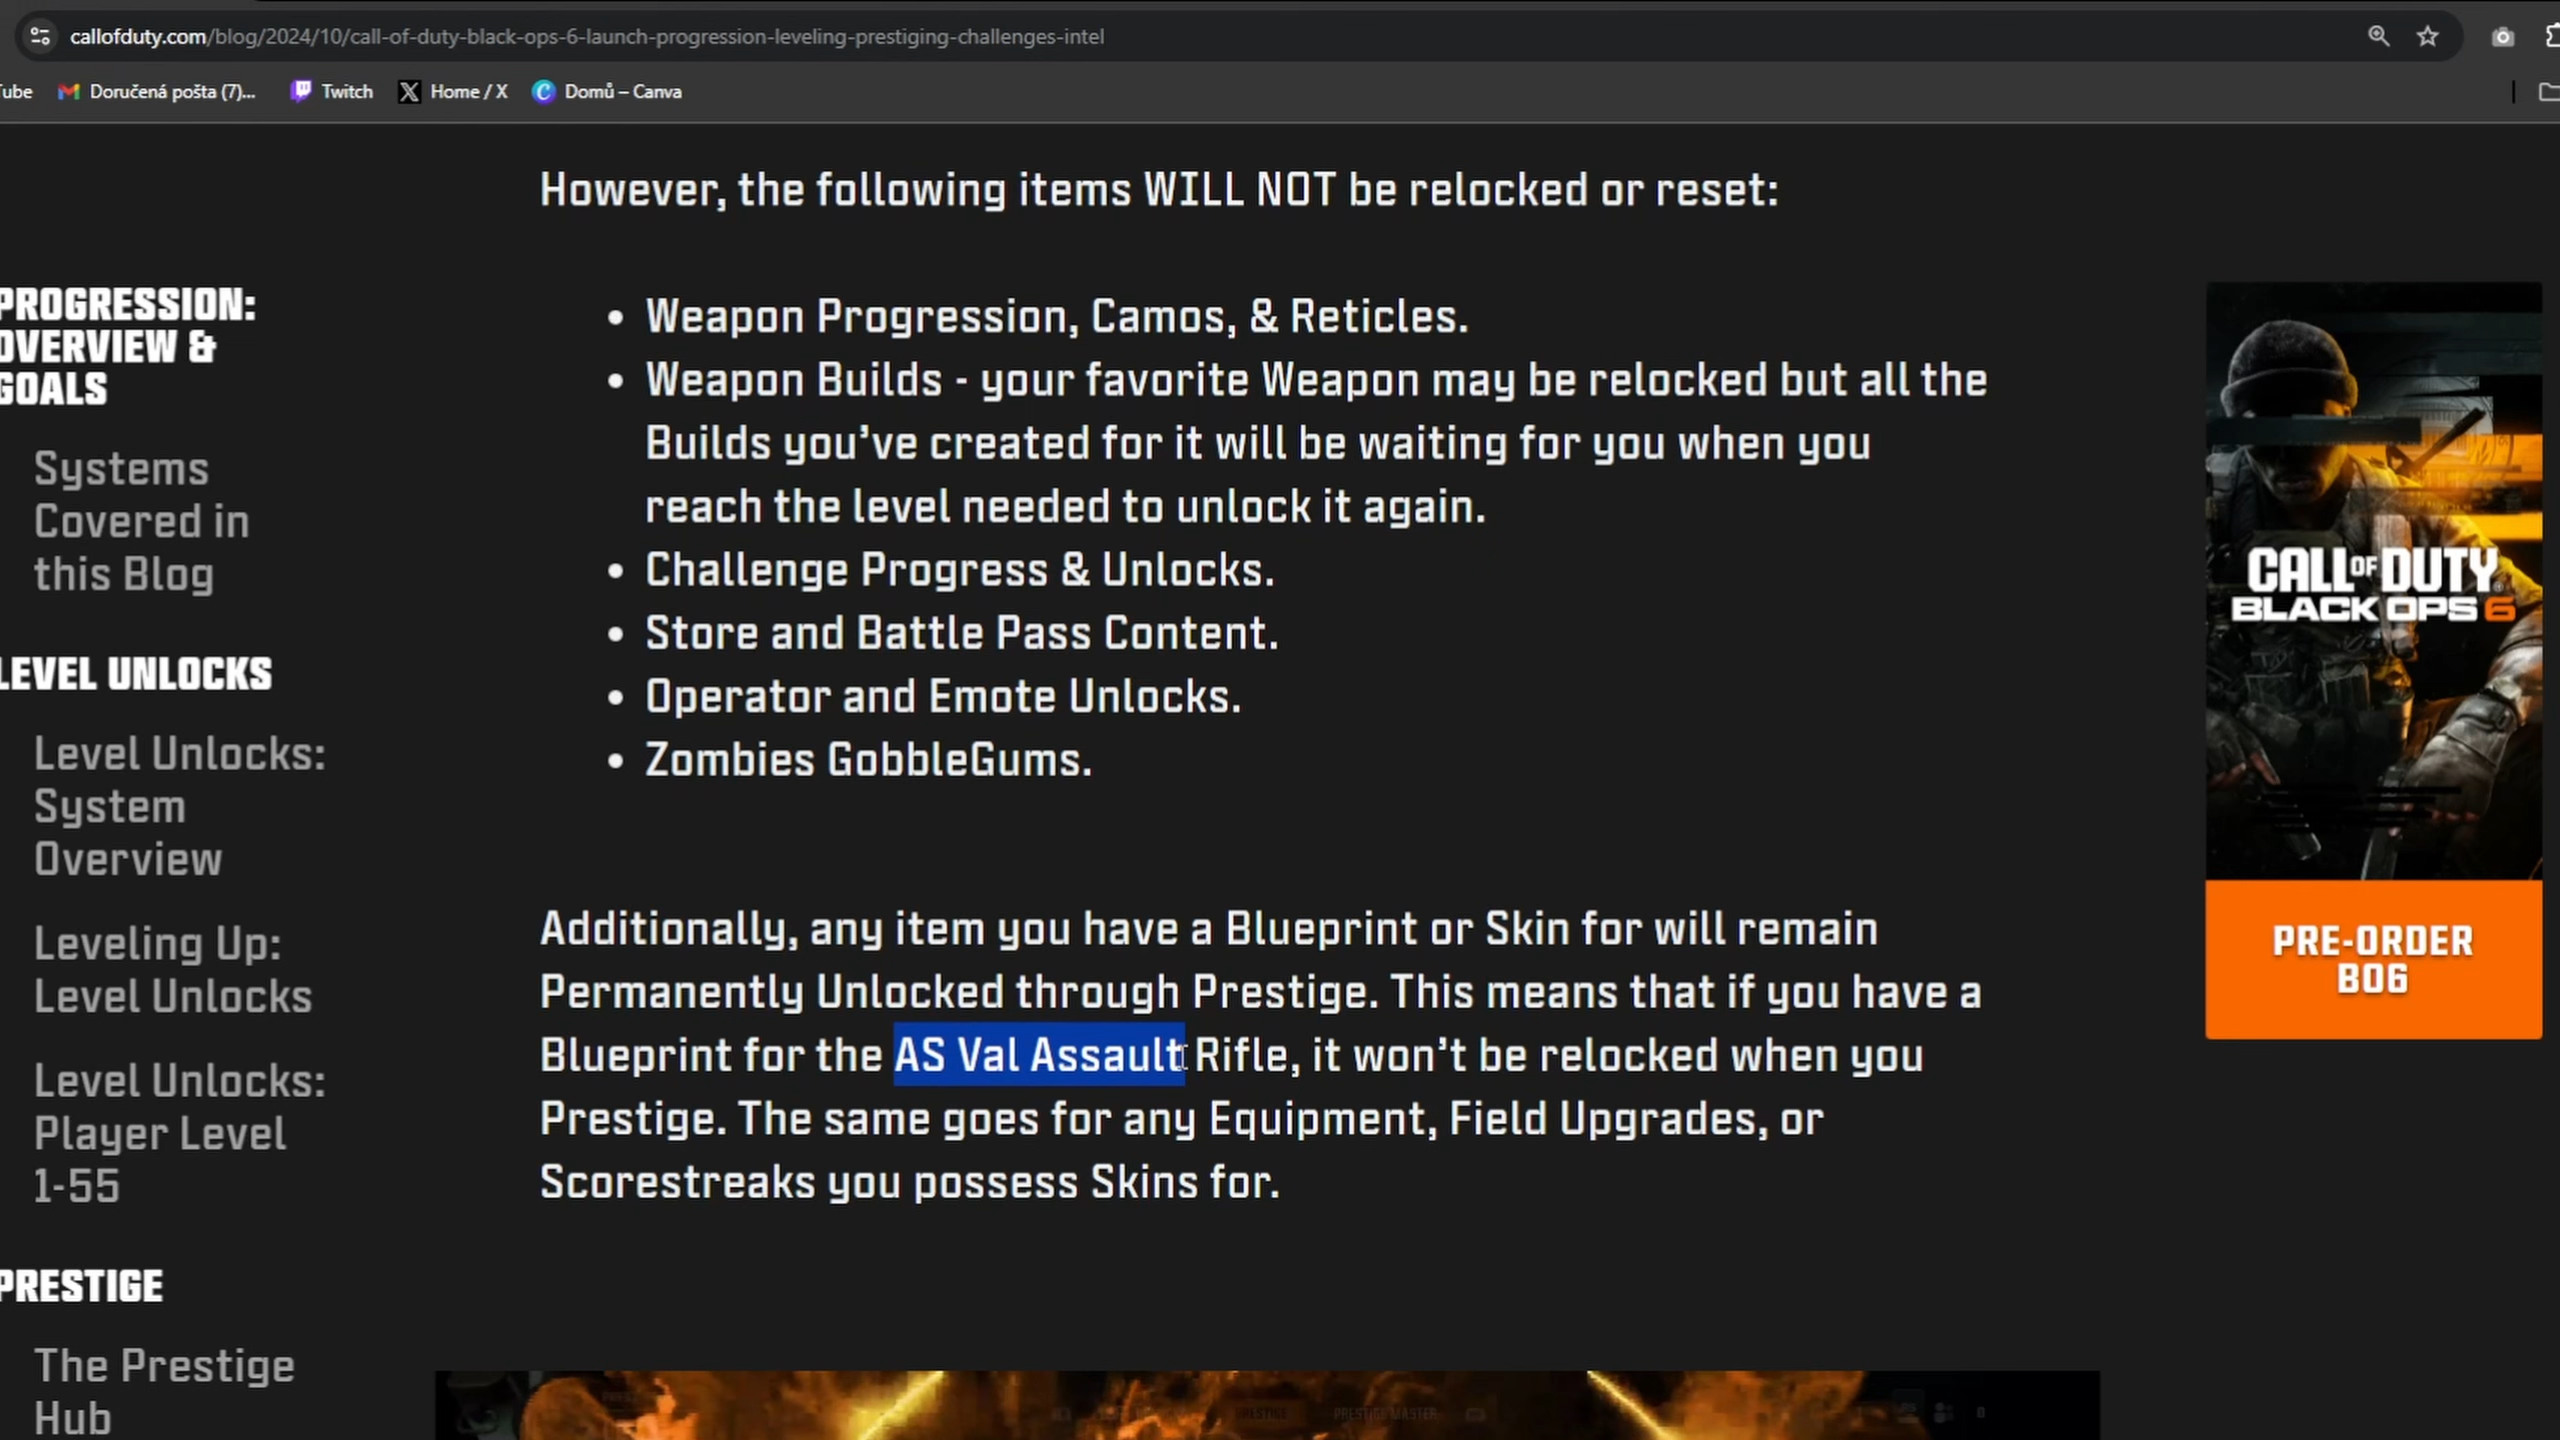 callofduty.com/blog/2024/10/call-of-duty-black-ops-6-launch-progression-leveling-prestiging-challenges-intel
Tube
Doručená pošta (7)...
Twitch
Home / X
Domů – Canva
However, the following items WILL NOT be relocked or reset:
PROGRESSION:
OVERVIEW &
GOALS
Systems
Covered in
this Blog
LEVEL UNLOCKS
Level Unlocks:
System
Overview
Leveling Up:
Level Unlocks
Level Unlocks:
Player Level
1-55
PRESTIGE
The Prestige
Hub
• Weapon Progression, Camos, & Reticles.
• Weapon Builds - your favorite Weapon may be relocked but all the
Builds you’ve created for it will be waiting for you when you
reach the level needed to unlock it again.
• Challenge Progress & Unlocks.
• Store and Battle Pass Content.
• Operator and Emote Unlocks.
• Zombies GobbleGums.
Additionally, any item you have a Blueprint or Skin for will remain
Permanently Unlocked through Prestige. This means that if you have a
Blueprint for the AS Val Assault Rifle, it won’t be relocked when you
Prestige. The same goes for any Equipment, Field Upgrades, or
Scorestreaks you possess Skins for.
CALL OF DUTY
BLACK OPS 6
PRE-ORDER
BO6
PRESTIGE
PRESTIGE MASTER